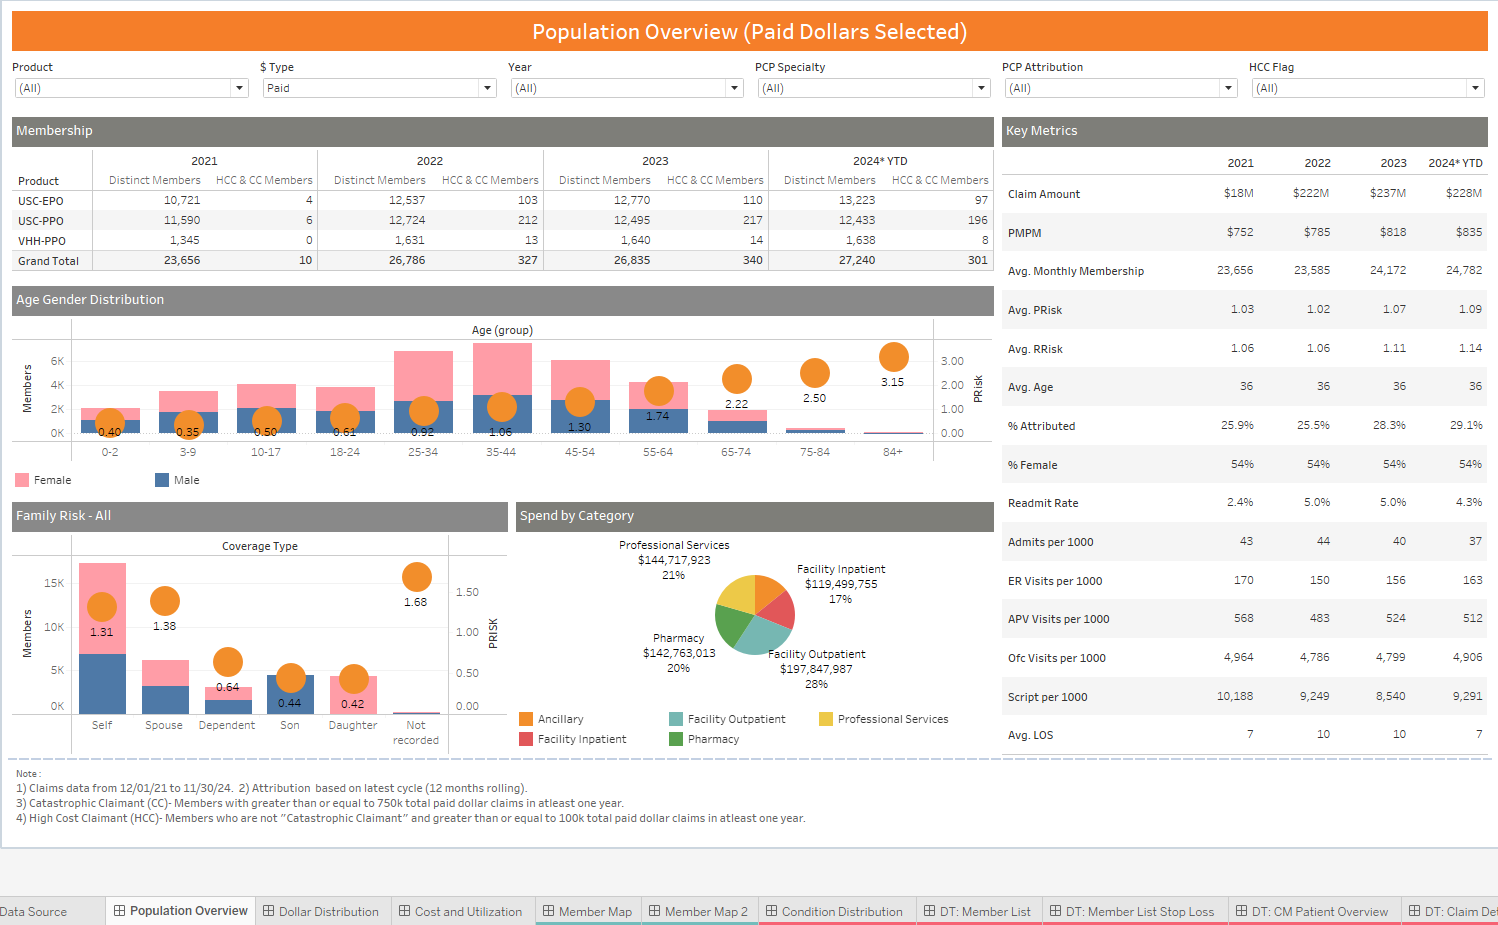 Population Overview (Paid Dollars Selected)
Product $ Type Year PCP Specialty PCP Attribution HCC Flag
(All) Paid (All) (All) (All) (All)
Membership
2021 2022 2023 2024* YTD
Product Distinct Members HCC & CC Members Distinct Members HCC & CC Members Distinct Members HCC & CC Members Distinct Members HCC & CC Members
USC-EPO 10,721 4 12,537 103 12,770 110 13,223 97
USC-PPO 11,590 6 12,724 212 12,495 217 12,433 196
VHH-PPO 1,345 0 1,631 13 1,640 14 1,638 8
Grand Total 23,656 10 26,786 327 26,835 340 27,240 301
Key Metrics
2021 2022 2023 2024* YTD
Claim Amount $18M $222M $237M $228M
PMPM $752 $785 $818 $835
Avg. Monthly Membership 23,656 23,585 24,172 24,782
Avg. PRisk 1.03 1.02 1.07 1.09
Avg. RRisk 1.06 1.06 1.11 1.14
Avg. Age 36 36 36 36
% Attributed 25.9% 25.5% 28.3% 29.1%
% Female 54% 54% 54% 54%
Readmit Rate 2.4% 5.0% 5.0% 4.3%
Admits per 1000 43 44 40 37
ER Visits per 1000 170 150 156 163
APV Visits per 1000 568 483 524 512
Ofc Visits per 1000 4,964 4,786 4,799 4,906
Script per 1000 10,188 9,249 8,540 9,291
Avg. LOS 7 10 10 7
Age Gender Distribution
Age (group)
Members
6K
4K
2K
0K
0.40 0.35 0.50 0.61 0.92 1.06 1.30 1.74 2.22 2.50 3.15
3.00
2.00
1.00
0.00
PRisk
0-2 3-9 10-17 18-24 25-34 35-44 45-54 55-64 65-74 75-84 84+
Female Male
Family Risk - All
Coverage Type
Members
15K
10K
5K
0K
1.31 1.38 0.64 0.44 0.42 1.68
1.50
1.00
0.50
0.00
PRISK
Self Spouse Dependent Son Daughter Not
recorded
Spend by Category
Professional Services
$144,717,923
21%
Facility Inpatient
$119,499,755
17%
Pharmacy
$142,763,013
20%
Facility Outpatient
$197,847,987
28%
Ancillary Facility Outpatient Professional Services
Facility Inpatient Pharmacy
Note :
1) Claims data from 12/01/21 to 11/30/24. 2) Attribution based on latest cycle (12 months rolling).
3) Catastrophic Claimant (CC)- Members with greater than or equal to 750k total paid dollar claims in atleast one year.
4) High Cost Claimant (HCC)- Members who are not "Catastrophic Claimant" and greater than or equal to 100k total paid dollar claims in atleast one year.
Data Source Population Overview Dollar Distribution Cost and Utilization Member Map Member Map 2 Condition Distribution DT: Member List DT: Member List Stop Loss DT: CM Patient Overview DT: Claim Det